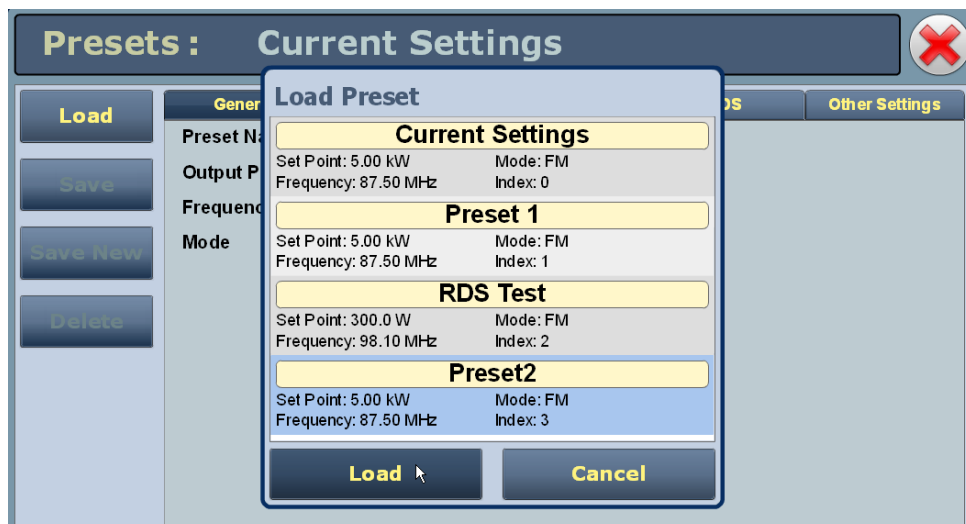 Presets : Current Settings
Load
Save
Save New
Delete
Gener
DS
Other Settings
Preset Na
Output P
Frequenc
Mode
Load Preset
Current Settings
Set Point: 5.00 kW Mode: FM
Frequency: 87.50 MHz Index: 0
Preset 1
Set Point: 5.00 kW Mode: FM
Frequency: 87.50 MHz Index: 1
RDS Test
Set Point: 300.0 W Mode: FM
Frequency: 98.10 MHz Index: 2
Preset2
Set Point: 5.00 kW Mode: FM
Frequency: 87.50 MHz Index: 3
Load Cancel